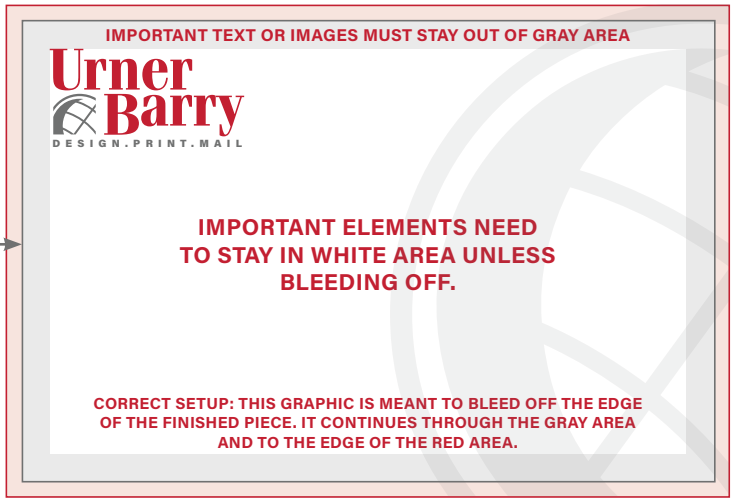 IMPORTANT TEXT OR IMAGES MUST STAY OUT OF GRAY AREA
Urner
Barry
DESIGN.PRINT.MAIL
IMPORTANT ELEMENTS NEED
TO STAY IN WHITE AREA UNLESS
BLEEDING OFF.
CORRECT SETUP: THIS GRAPHIC IS MEANT TO BLEED OFF THE EDGE
OF THE FINISHED PIECE. IT CONTINUES THROUGH THE GRAY AREA
AND TO THE EDGE OF THE RED AREA.